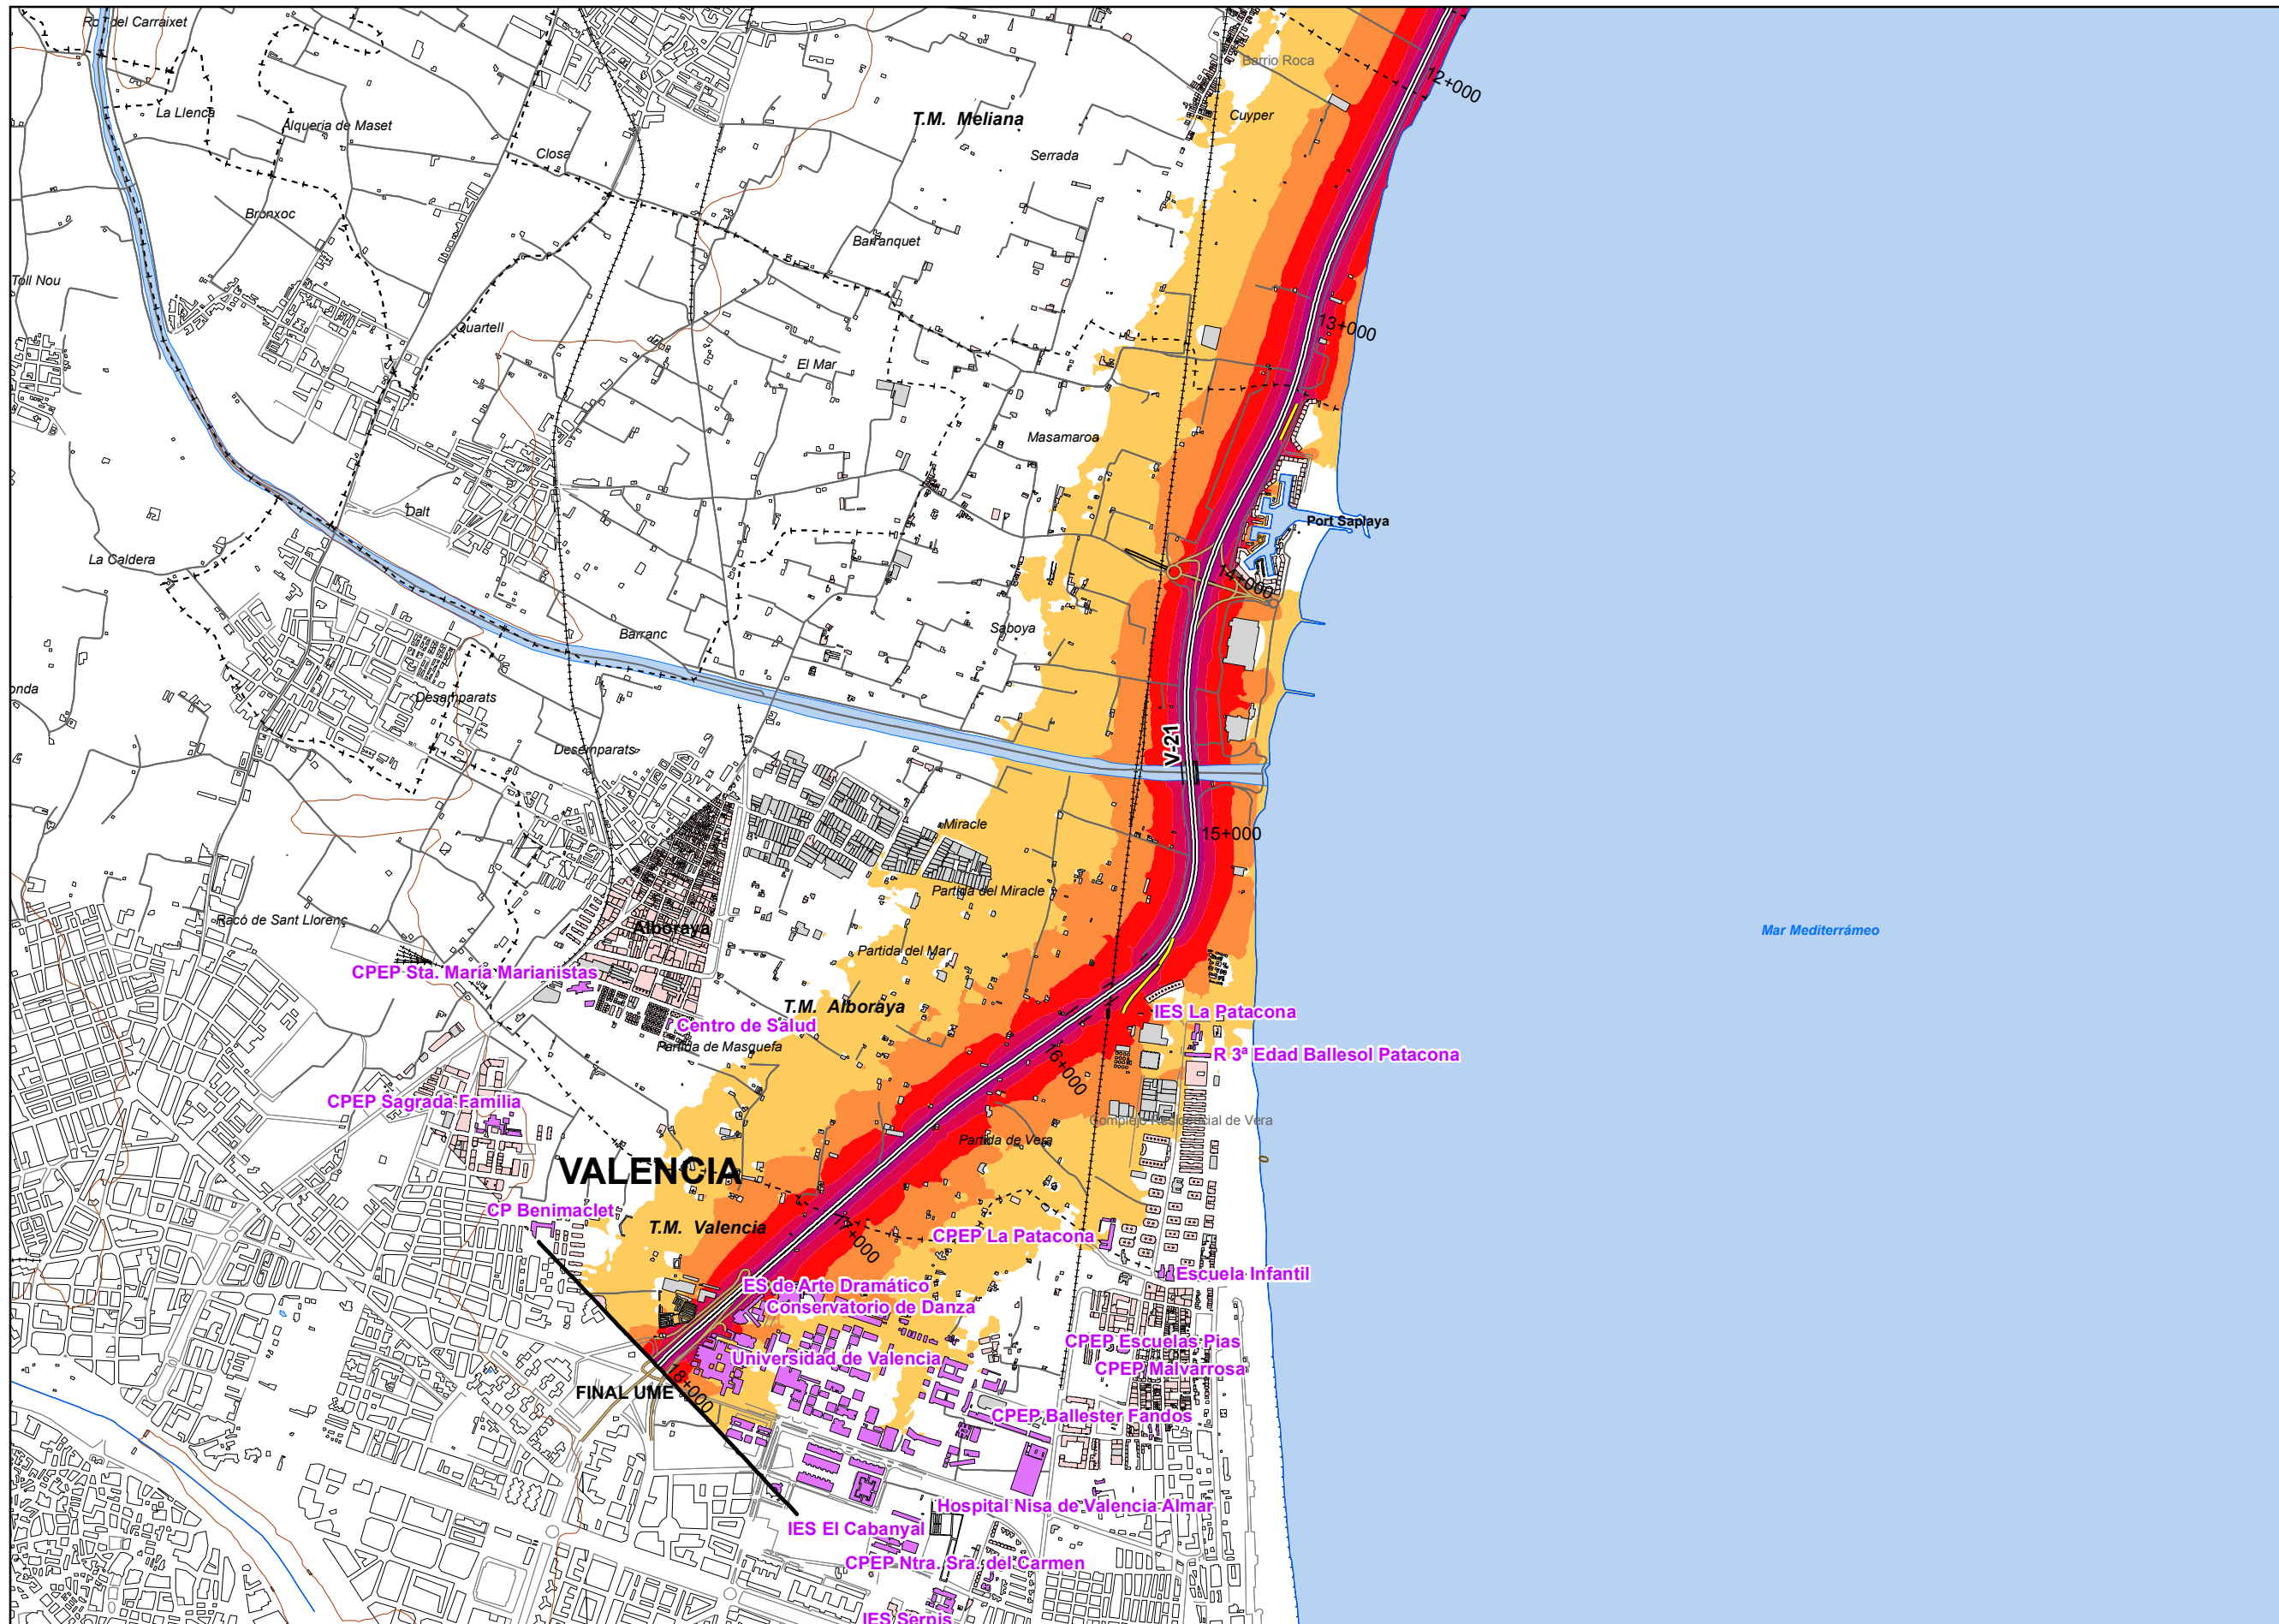 del Carraixet
Barrio Roca
12+000
La Llenca
Cuyper
T.M. Meliana
Alqueria de Maset
Closa
Serrada
Bronxoc
Barranquet
Toll Nou
Quartell
13+000
El Mar
Masamaroa
Dalt
Port Saplaya
La Caldera
14+000
Saboya
Barranc
onda
Desamparats
V-21
Desemparats
Miracle
15+000
Partida del Miracle
Racó de Sant Llorenç
Alboraya
Mar Mediterrámeo
Partida del Mar
CPEP Sta. María Marianistas
T.M. Alboraya
IES La Patacona
Centro de Salud
Partida de Masquefa
R 3ª Edad Ballesol Patacona
16+000
CPEP Sagrada Familia
Complejo Residencial de Vera
Partida de Vera
VALENCIA
CP Benimaclet
T.M. Valencia
17+000
CPEP La Patacona
Escuela Infantil
ES de Arte Dramático
Conservatorio de Danza
CPEP Escuelas Pias
Universidad de Valencia
CPEP Malvarrosa
18+000
FINAL UME
CPEP Ballester Fandos
Hospital Nisa de Valencia Almar
IES El Cabanyal
CPEP Ntra. Sra. del Carmen
IES Serpis